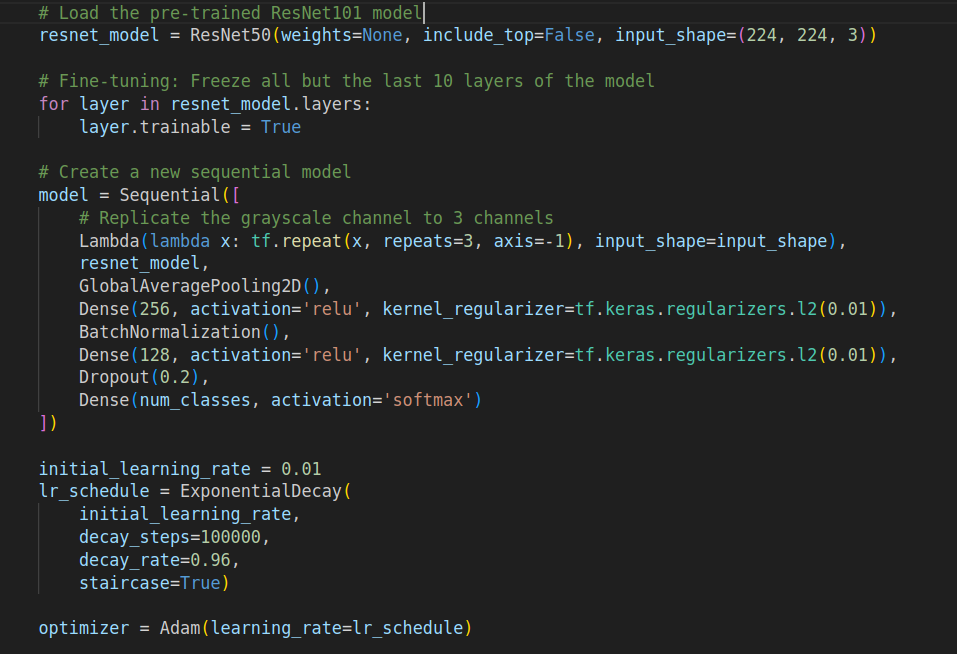 # Load the pre-trained ResNet101 model
resnet_model = ResNet50(weights=None, include_top=False, input_shape=(224, 224, 3))
# Fine-tuning: Freeze all but the last 10 layers of the model
for layer in resnet_model.layers:
    layer.trainable = True
# Create a new sequential model
model = Sequential([
    # Replicate the grayscale channel to 3 channels
    Lambda(lambda x: tf.repeat(x, repeats=3, axis=-1), input_shape=input_shape),
    resnet_model,
    GlobalAveragePooling2D(),
    Dense(256, activation='relu', kernel_regularizer=tf.keras.regularizers.l2(0.01)),
    BatchNormalization(),
    Dense(128, activation='relu', kernel_regularizer=tf.keras.regularizers.l2(0.01)),
    Dropout(0.2),
    Dense(num_classes, activation='softmax')
])
initial_learning_rate = 0.01
lr_schedule = ExponentialDecay(
    initial_learning_rate,
    decay_steps=100000,
    decay_rate=0.96,
    staircase=True)
optimizer = Adam(learning_rate=lr_schedule)